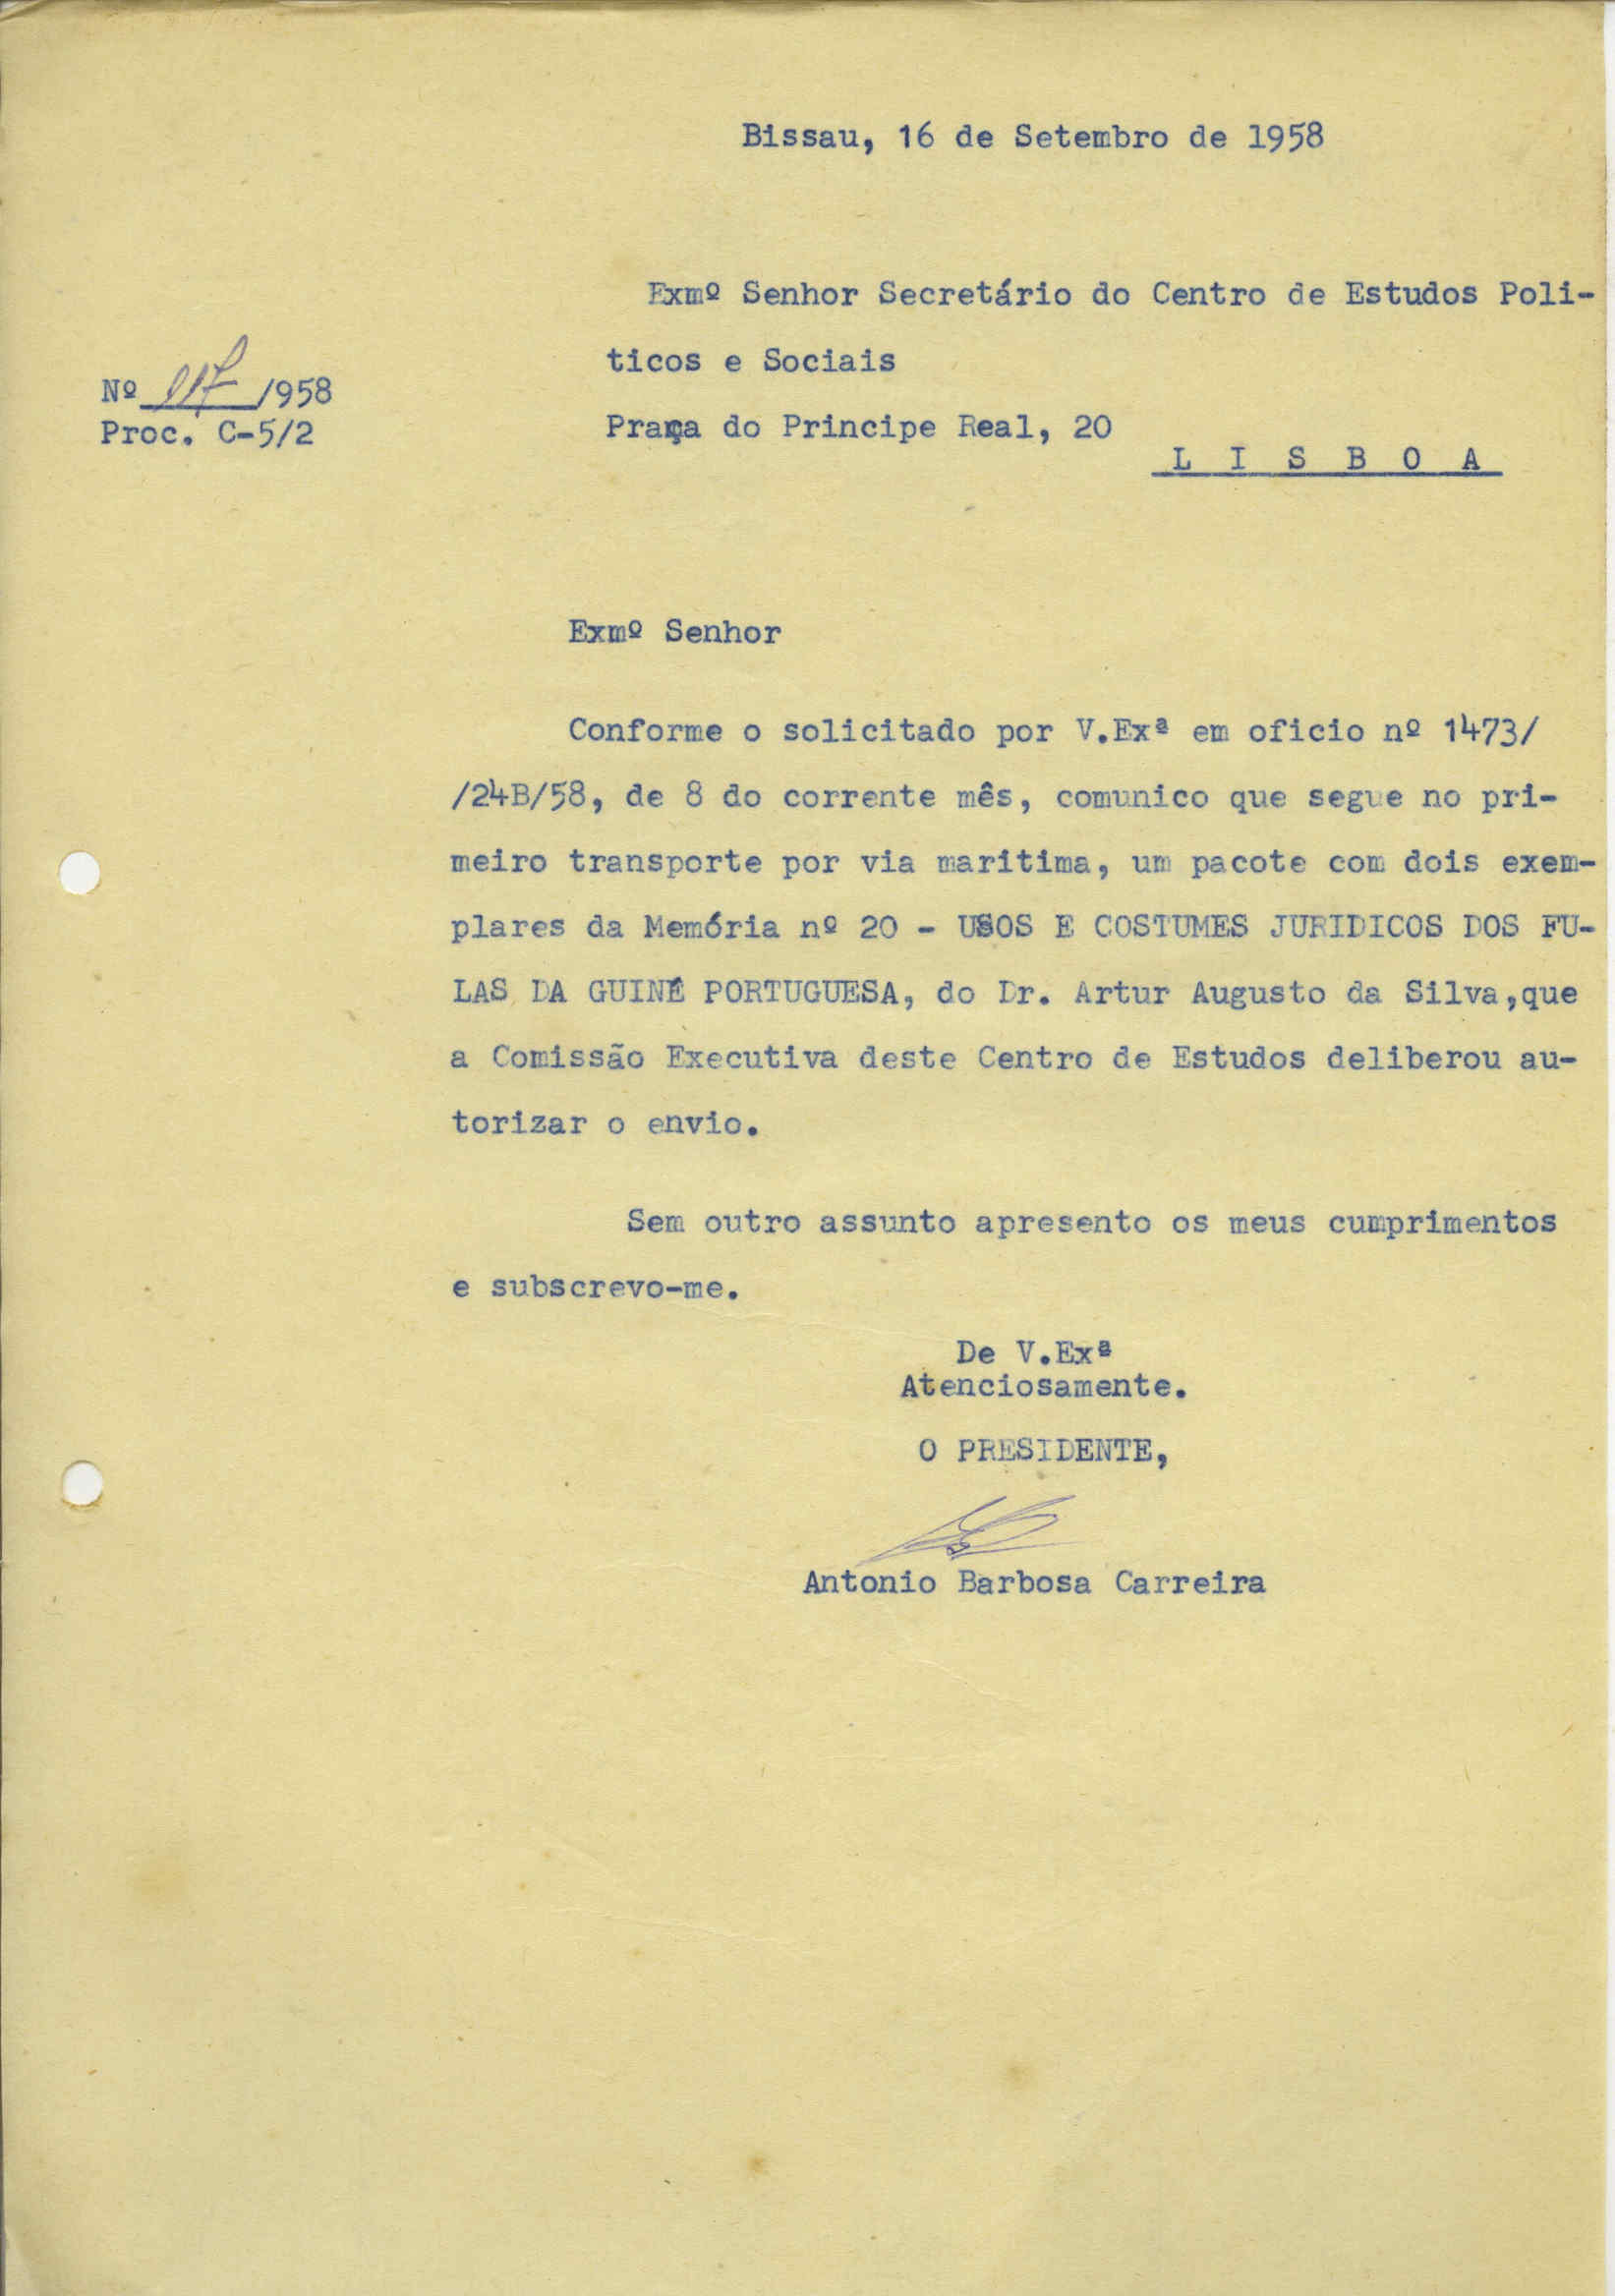 Bissau, 16 de Setembro de 1958
Exmº Senhor Secretário do Centro de Estudos Poli-
ticos e Sociais
Nº 117/1958
Proc. C-5/2
Praça do Principe Real, 20
L I S B O A
Exmº Senhor
Conforme o solicitado por V.Exª em oficio nº 1473/
/24B/58, de 8 do corrente mês, comunico que segue no pri-
meiro transporte por via maritima, um pacote com dois exem-
plares da Memória nº 20 - USOS E COSTUMES JURIDICOS DOS FU-
LAS DA GUINÉ PORTUGUESA, do Dr. Artur Augusto da Silva,que
a Comissão Executiva deste Centro de Estudos deliberou au-
torizar o envio.
Sem outro assunto apresento os meus cumprimentos
e subscrevo-me.
De V.Exª
Atenciosamente.
O PRESIDENTE,
Antonio Barbosa Carreira